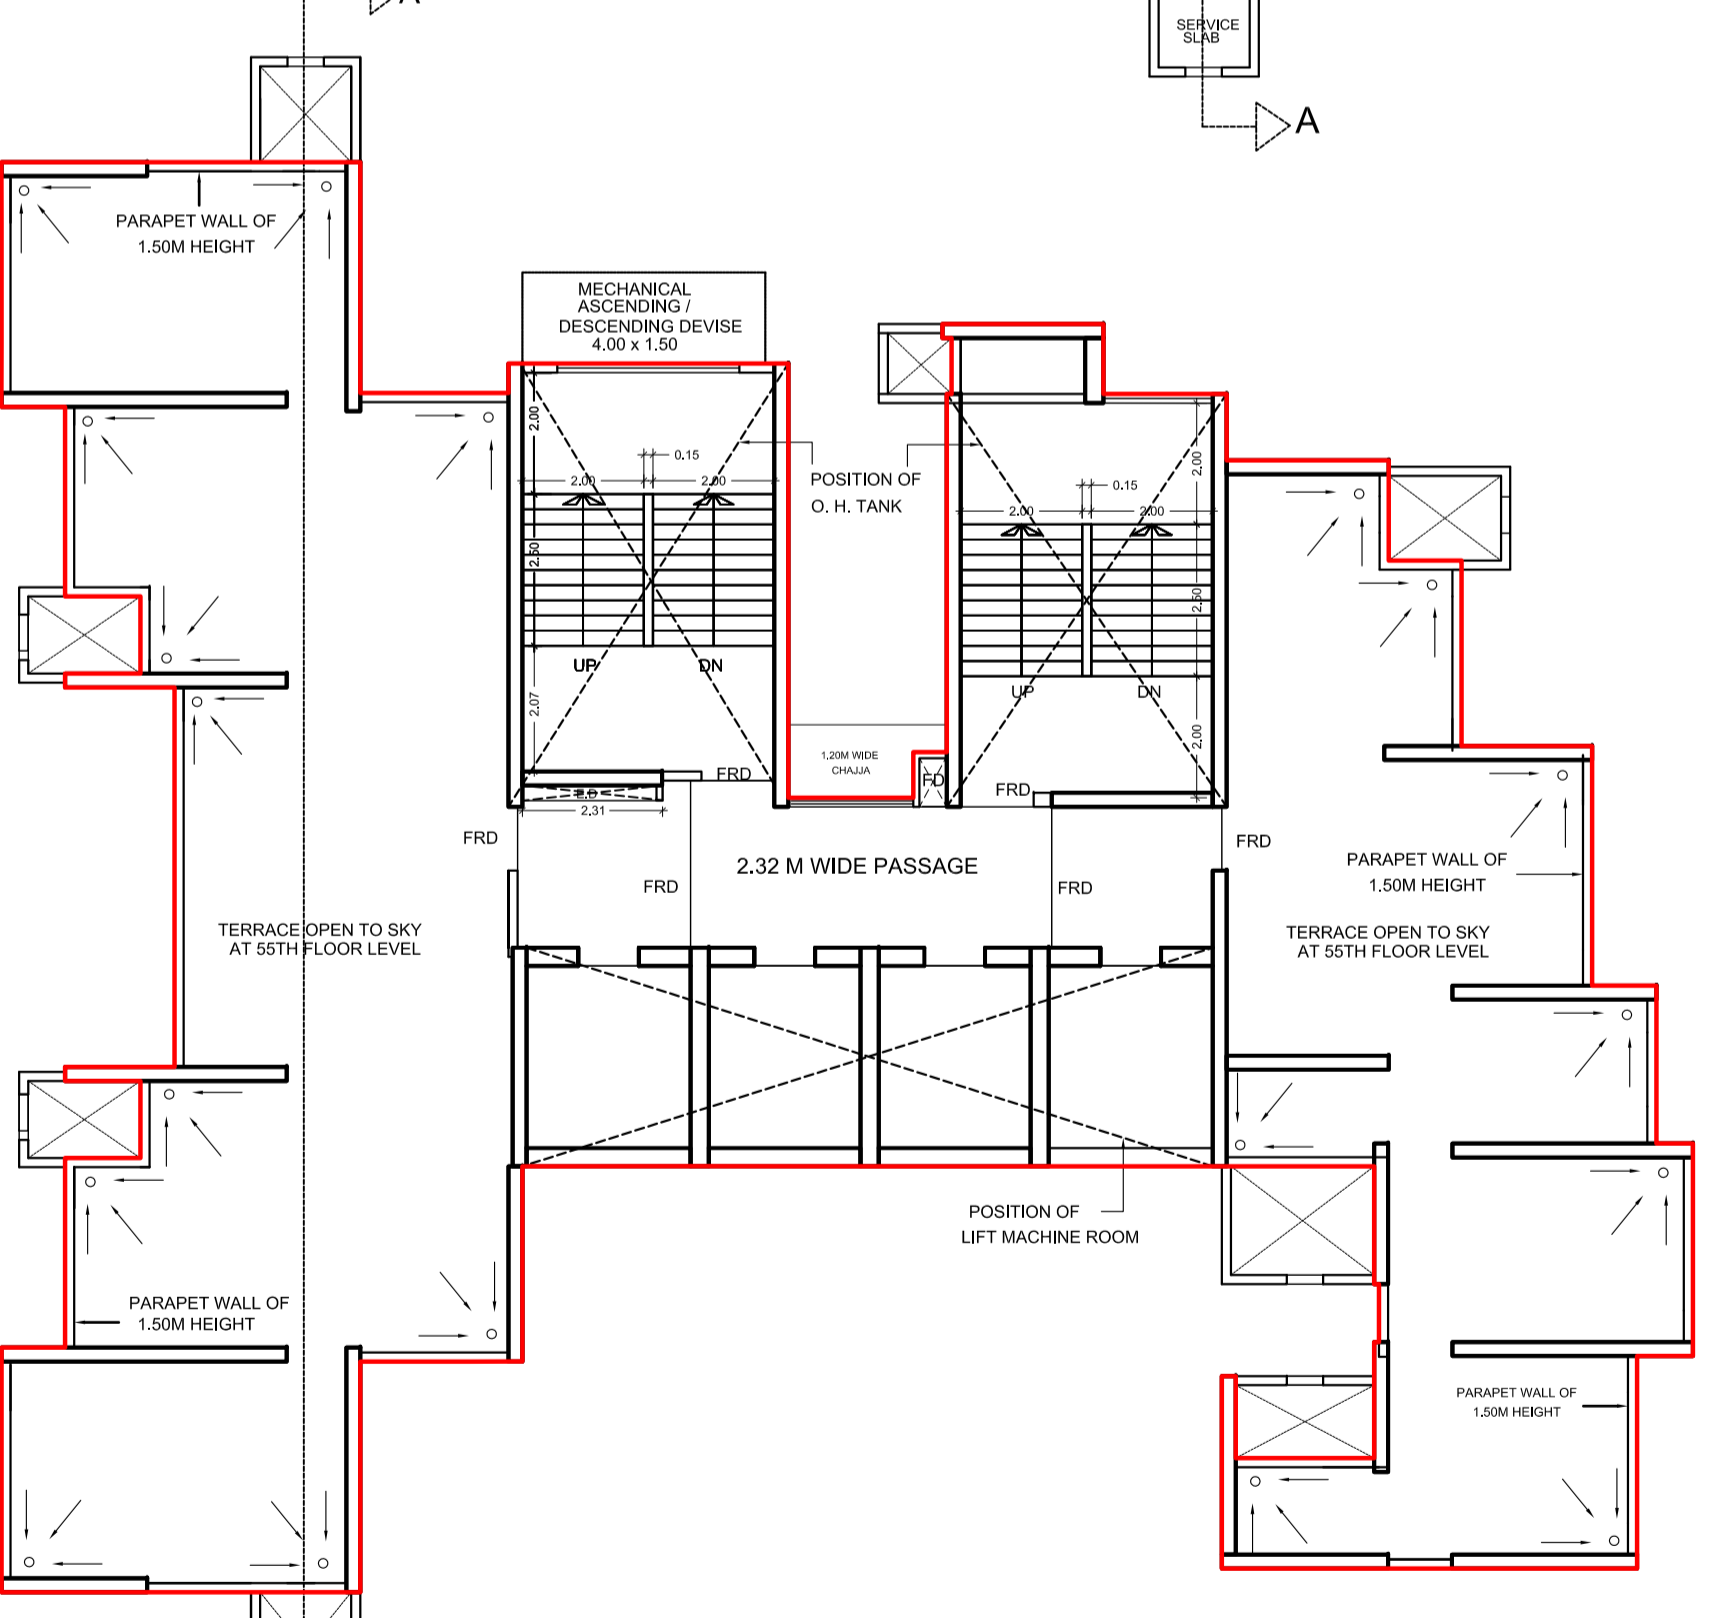 A
SERVICE
SLAB
A
PARAPET WALL OF
1.50M HEIGHT
MECHANICAL
ASCENDING /
DESCENDING DEVISE
4.00 x 1.50
2.00
0.15
2.00
2.00
POSITION OF
O. H. TANK
2.00
0.15
2.00
2.00
2.50
2.50
UP
DN
UP
DN
2.07
2.00
1.20M WIDE
CHAJJA
FRD
FD
FRD
E.D
2.31
FRD
2.32 M WIDE PASSAGE
FRD
FRD
FRD
PARAPET WALL OF
1.50M HEIGHT
TERRACE OPEN TO SKY
AT 55TH FLOOR LEVEL
TERRACE OPEN TO SKY
AT 55TH FLOOR LEVEL
POSITION OF
LIFT MACHINE ROOM
PARAPET WALL OF
1.50M HEIGHT
PARAPET WALL OF
1.50M HEIGHT